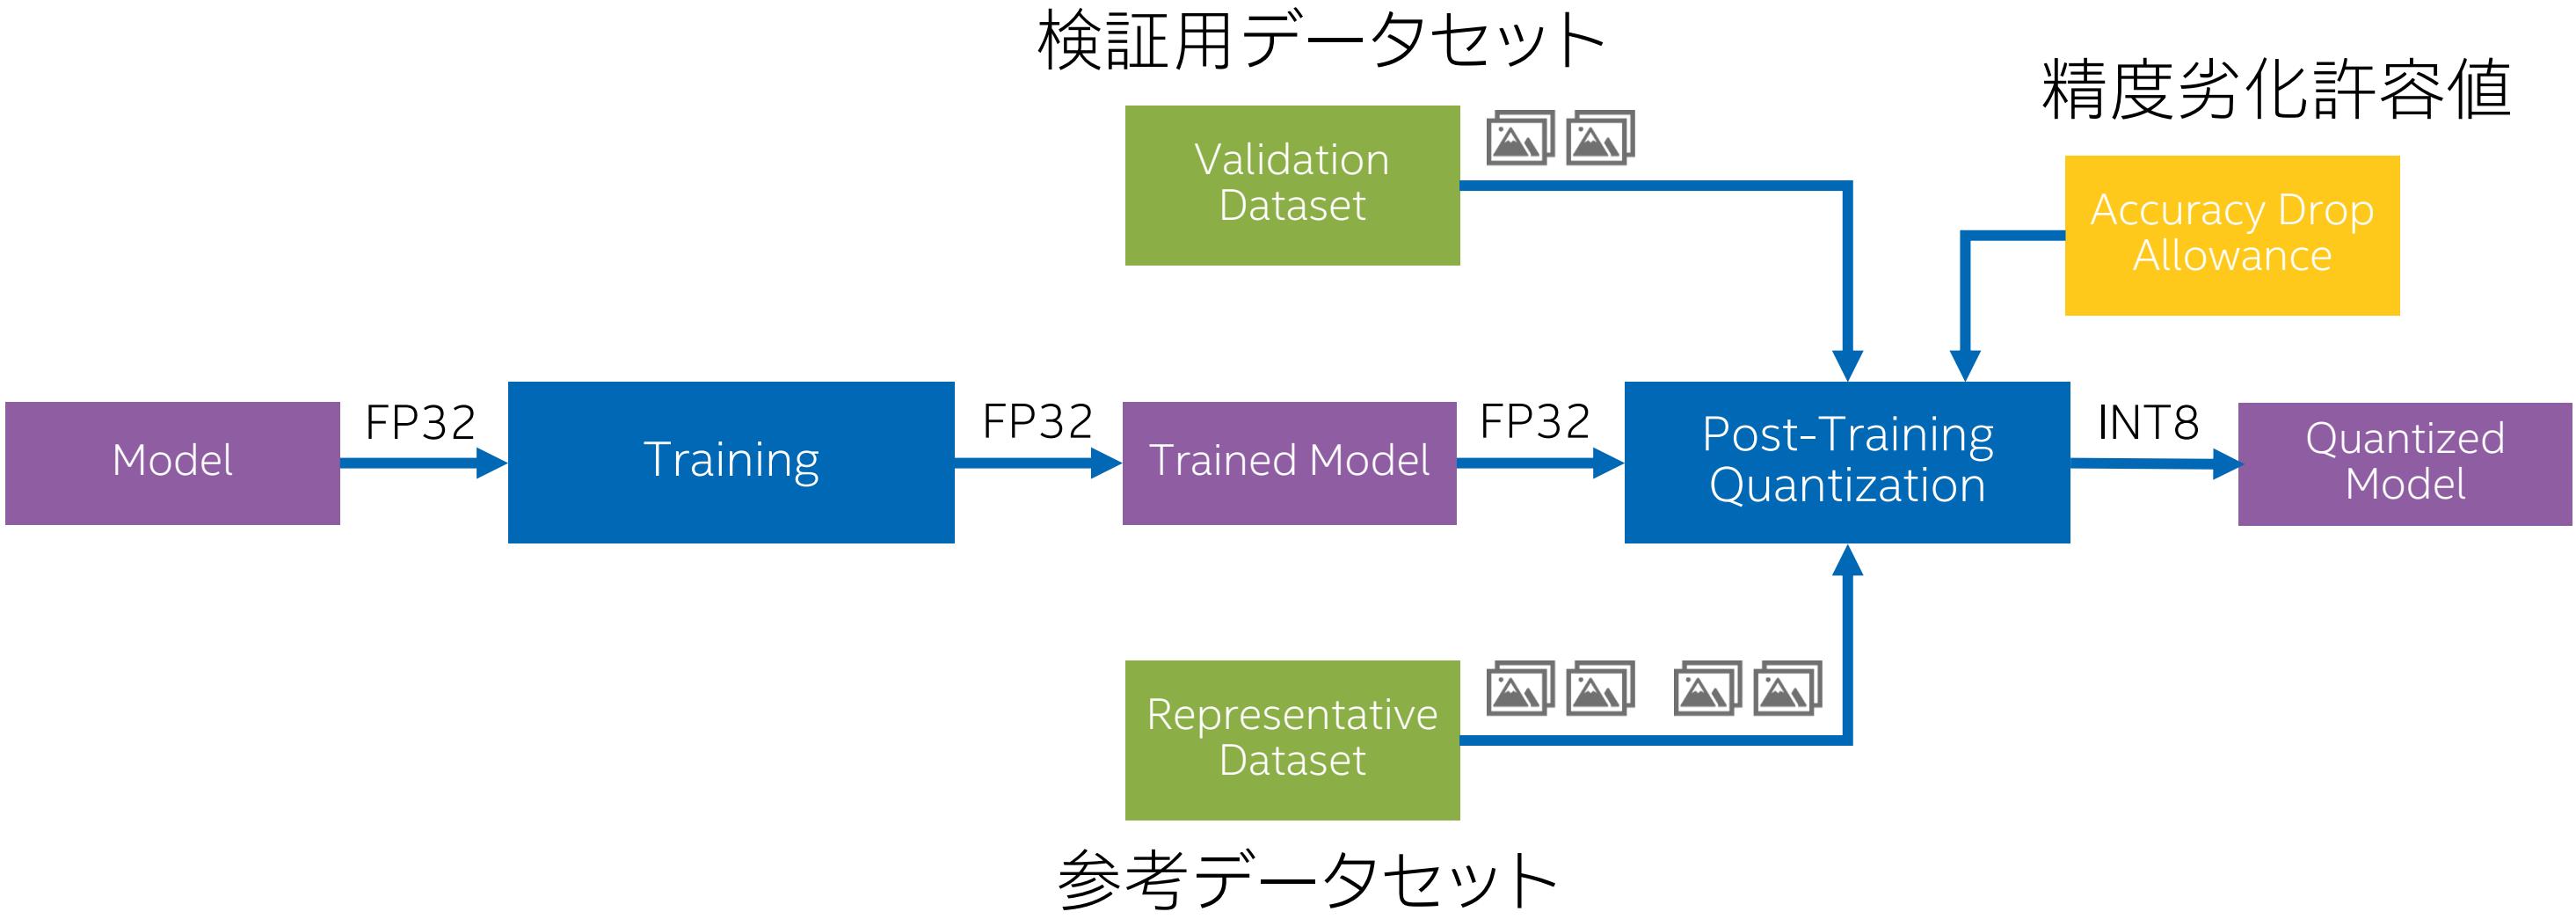 検証用データセット
精度劣化許容値
Validation
Dataset
Accuracy Drop
Allowance
Model
FP32
Training
FP32
Trained Model
FP32
Post-Training
Quantization
INT8
Quantized
Model
Representative
Dataset
参考データセット